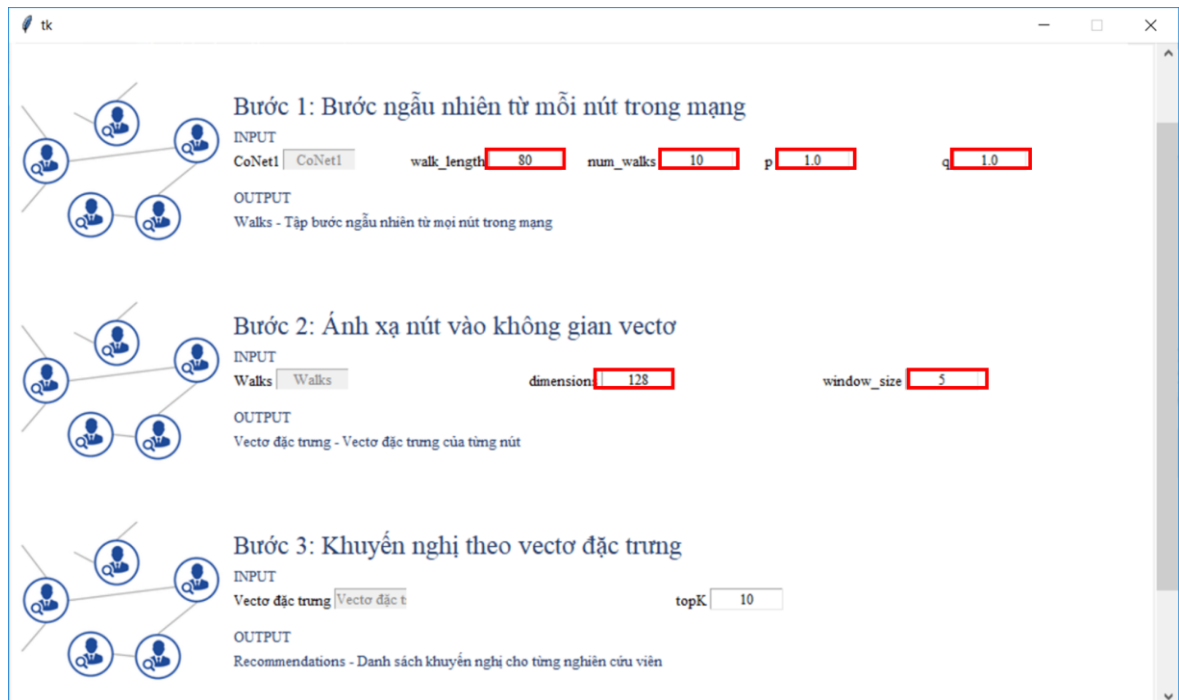 tk
Bước 1: Bước ngẫu nhiên từ mỗi nút trong mạng
INPUT
CoNet1 CoNet1 walk_length 80 num_walks 10 p 1.0 q 1.0
OUTPUT
Walks - Tập bước ngẫu nhiên từ mọi nút trong mạng
Bước 2: Ánh xạ nút vào không gian vectơ
INPUT
Walks Walks dimensions 128 window_size 5
OUTPUT
Vectơ đặc trưng - Vectơ đặc trưng của từng nút
Bước 3: Khuyến nghị theo vectơ đặc trưng
INPUT
Vectơ đặc trưng Vectơ đặc t topK 10
OUTPUT
Recommendations - Danh sách khuyến nghị cho từng nghiên cứu viên